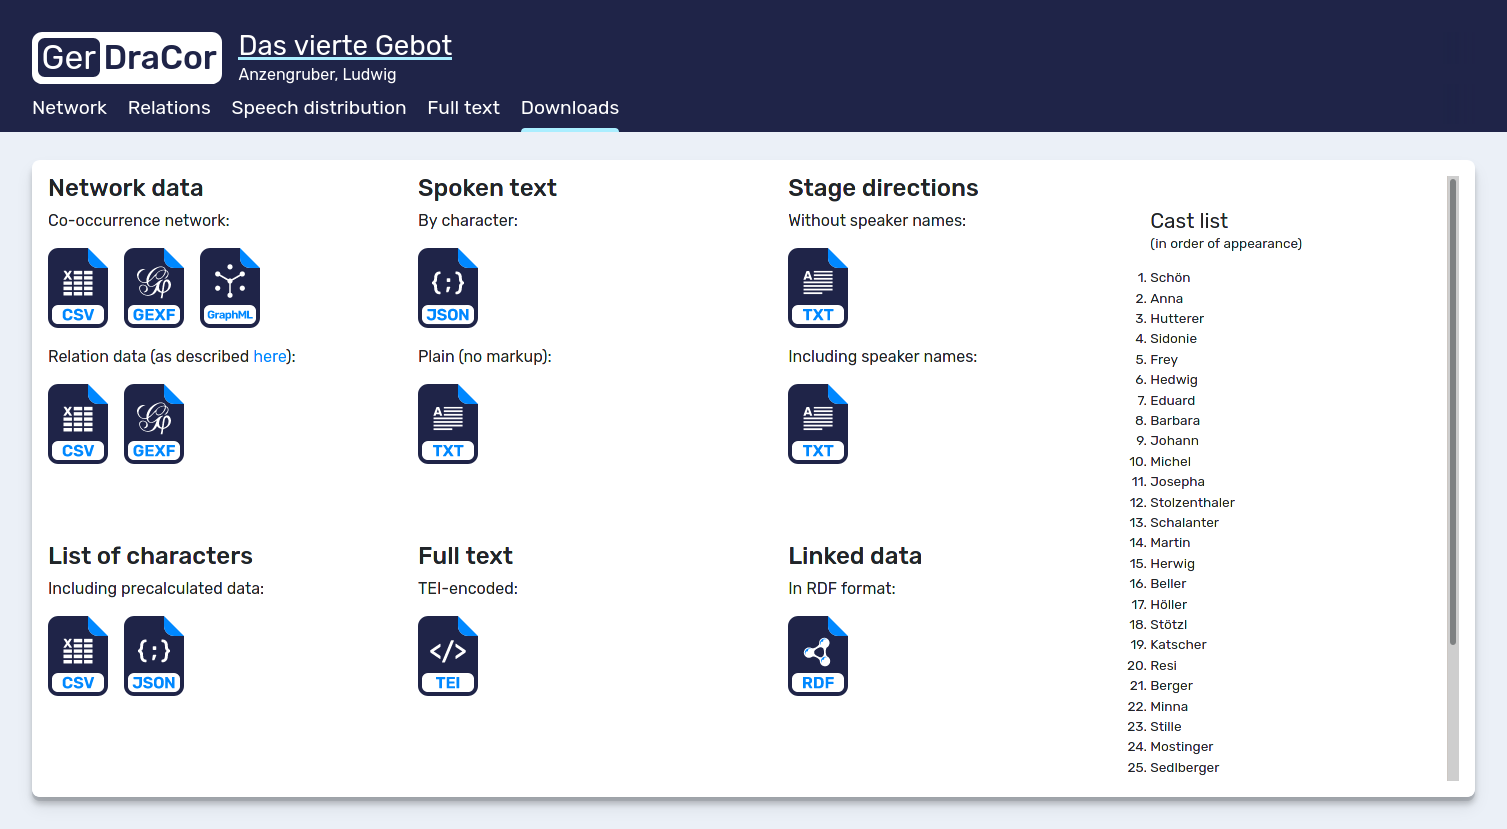 GerDraCor
Das vierte Gebot
Anzengruber, Ludwig
Network Relations Speech distribution Full text Downloads
Network data
Co-occurrence network:
X
CSV
Gφ
GEXF
GraphML
Relation data (as described here):
X
CSV
Gφ
GEXF
Spoken text
By character:
{;}
JSON
Plain (no markup):
A
TXT
Stage directions
Without speaker names:
A
TXT
Including speaker names:
A
TXT
List of characters
Including precalculated data:
X
CSV
{;}
JSON
Full text
TEI-encoded:
</>
TEI
Linked data
In RDF format:
RDF
Cast list
(in order of appearance)
1. Schön
2. Anna
3. Hutterer
4. Sidonie
5. Frey
6. Hedwig
7. Eduard
8. Barbara
9. Johann
10. Michel
11. Josepha
12. Stolzenthaler
13. Schalanter
14. Martin
15. Herwig
16. Beller
17. Höller
18. Stötzl
19. Katscher
20. Resi
21. Berger
22. Minna
23. Stille
24. Mostinger
25. Sedlberger